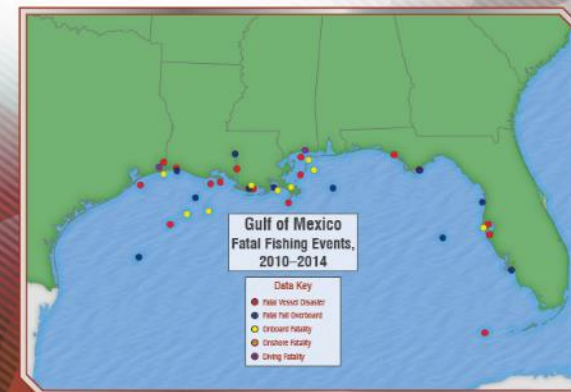 Gulf of Mexico
Fatal Fishing Events,
2010–2014
Data Key
Fatal Vessel Disaster
Fatal Fall Overboard
Onboard Fatality
Onshore Fatality
Diving Fatality